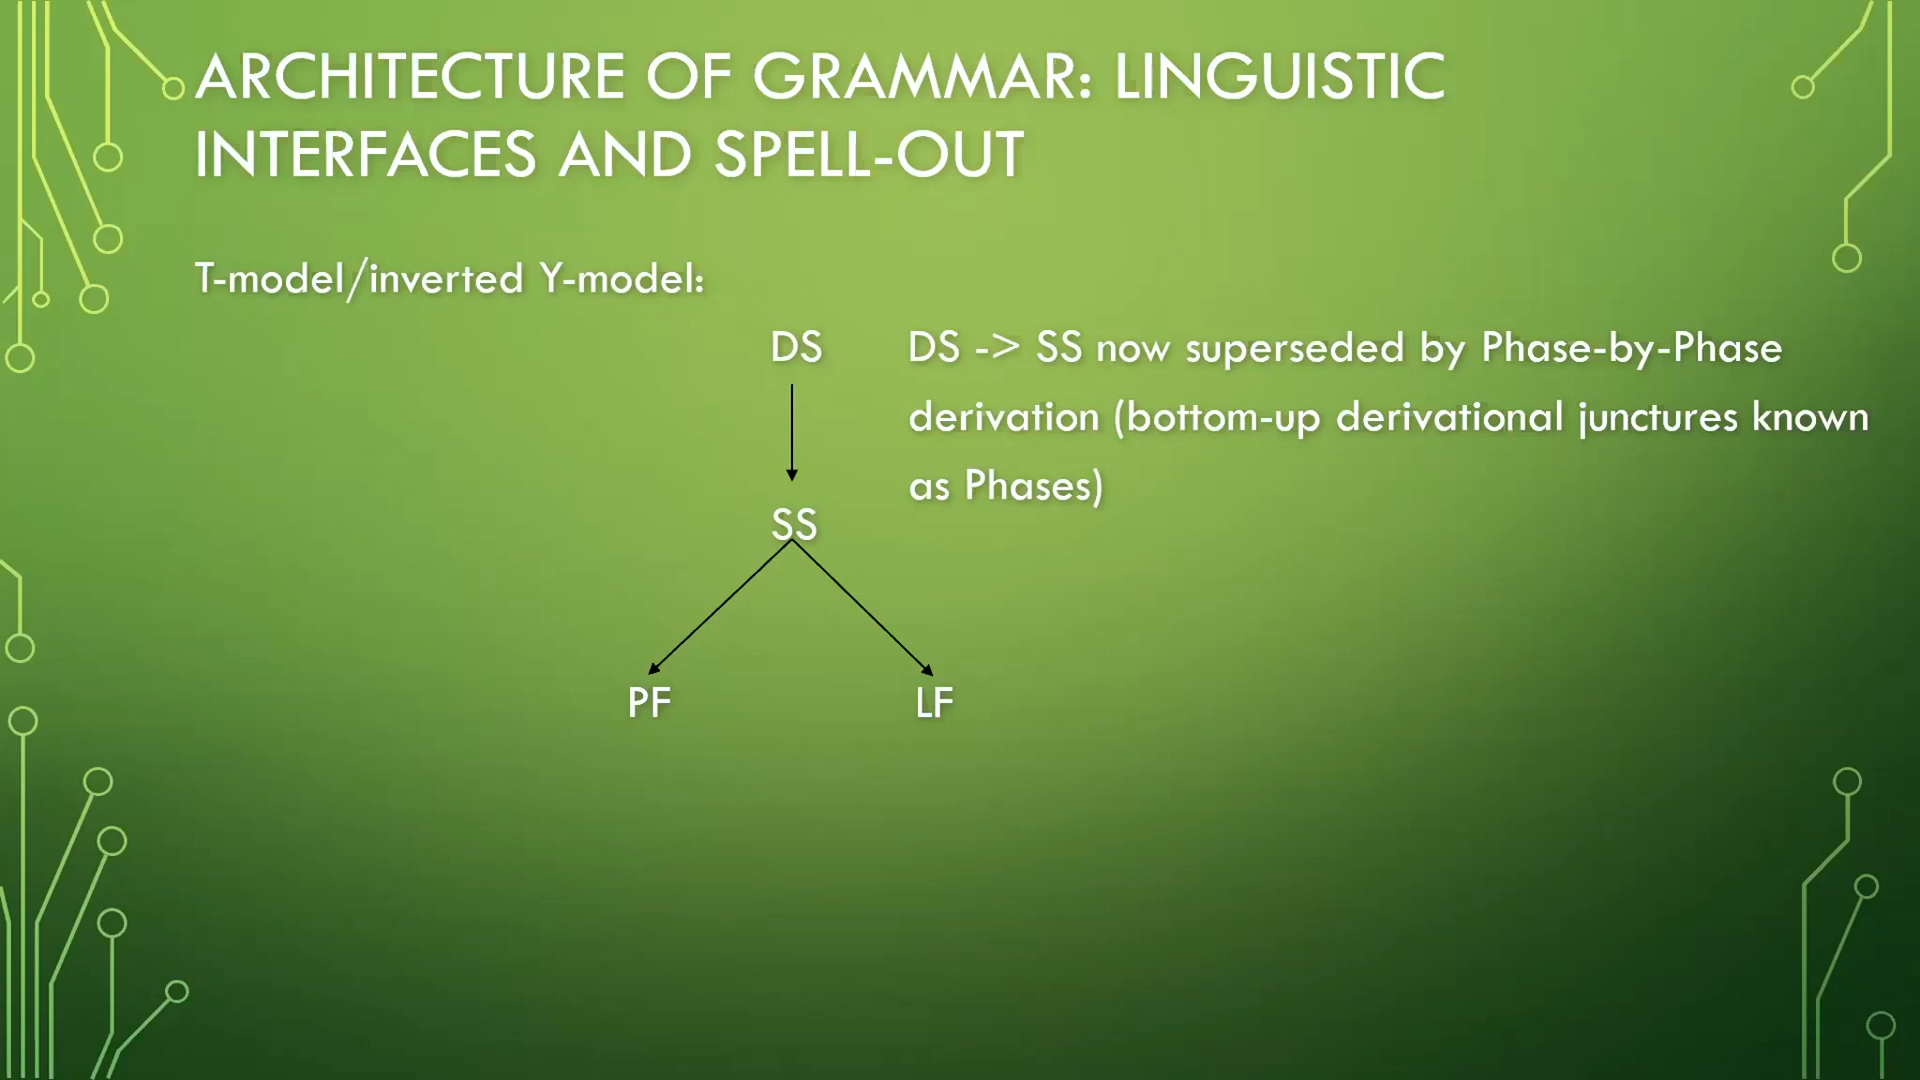 ARCHITECTURE OF GRAMMAR: LINGUISTIC
INTERFACES AND SPELL-OUT
T-model/inverted Y-model:
DS
DS -> SS now superseded by Phase-by-Phase
derivation (bottom-up derivational junctures known
as Phases)
SS
PF
LF